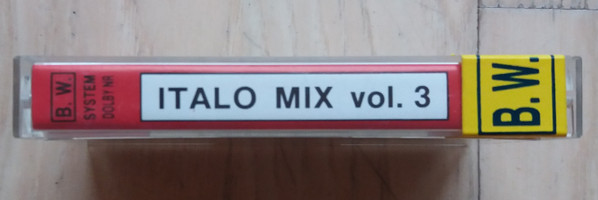 B. W.
SYSTEM
DOLBY NR
ITALO MIX vol. 3
B. W.